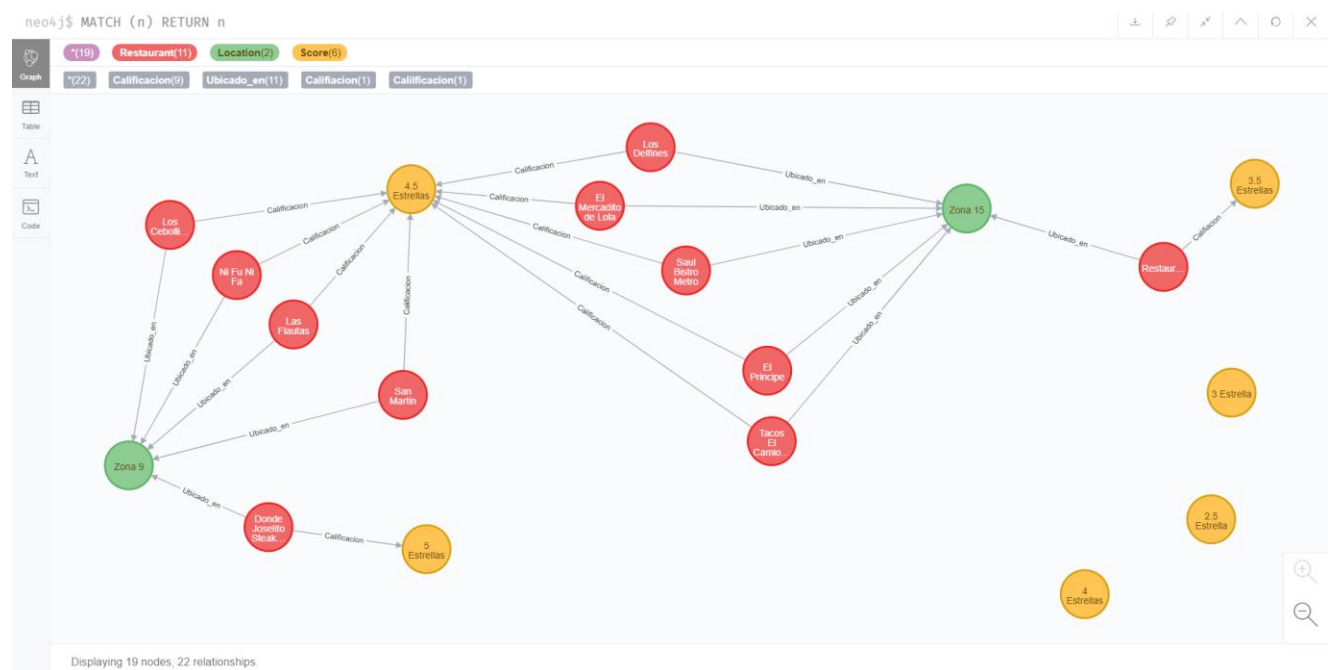 neo4j$ MATCH (n) RETURN n
Graph
Table
Text
Code
*(19) Restaurant(11) Location(2) Score(6)
*(22) Calificacion(9) Ubicado_en(11) Califiacion(1) Calilficacion(1)
Los
Delfines
Calificacion
Ubicado_en
4.5
Estrellas
3.5
Estrellas
El
Mercadito
de Lola
Calificacion
Ubicado_en
Zona 15
Los
Cebolli...
Calificacion
Ubicado_en
Ni Fu Ni
Fa
Calificacion
Ubicado_en
Saul
Bistro
Metro
Calificacion
Ubicado_en
Restaur...
Ubicado_en
Califiacion
Las
Flautas
Calificacion
Ubicado_en
San
Martin
Calificacion
Ubicado_en
El
Principe
Calificacion
Ubicado_en
3 Estrella
Tacos
El
Camio...
Calificacion
Ubicado_en
Zona 9
Donde
Joselito
Steak...
Ubicado_en
Calificacion
5
Estrellas
2.5
Estrella
4
Estrellas
Displaying 19 nodes, 22 relationships.